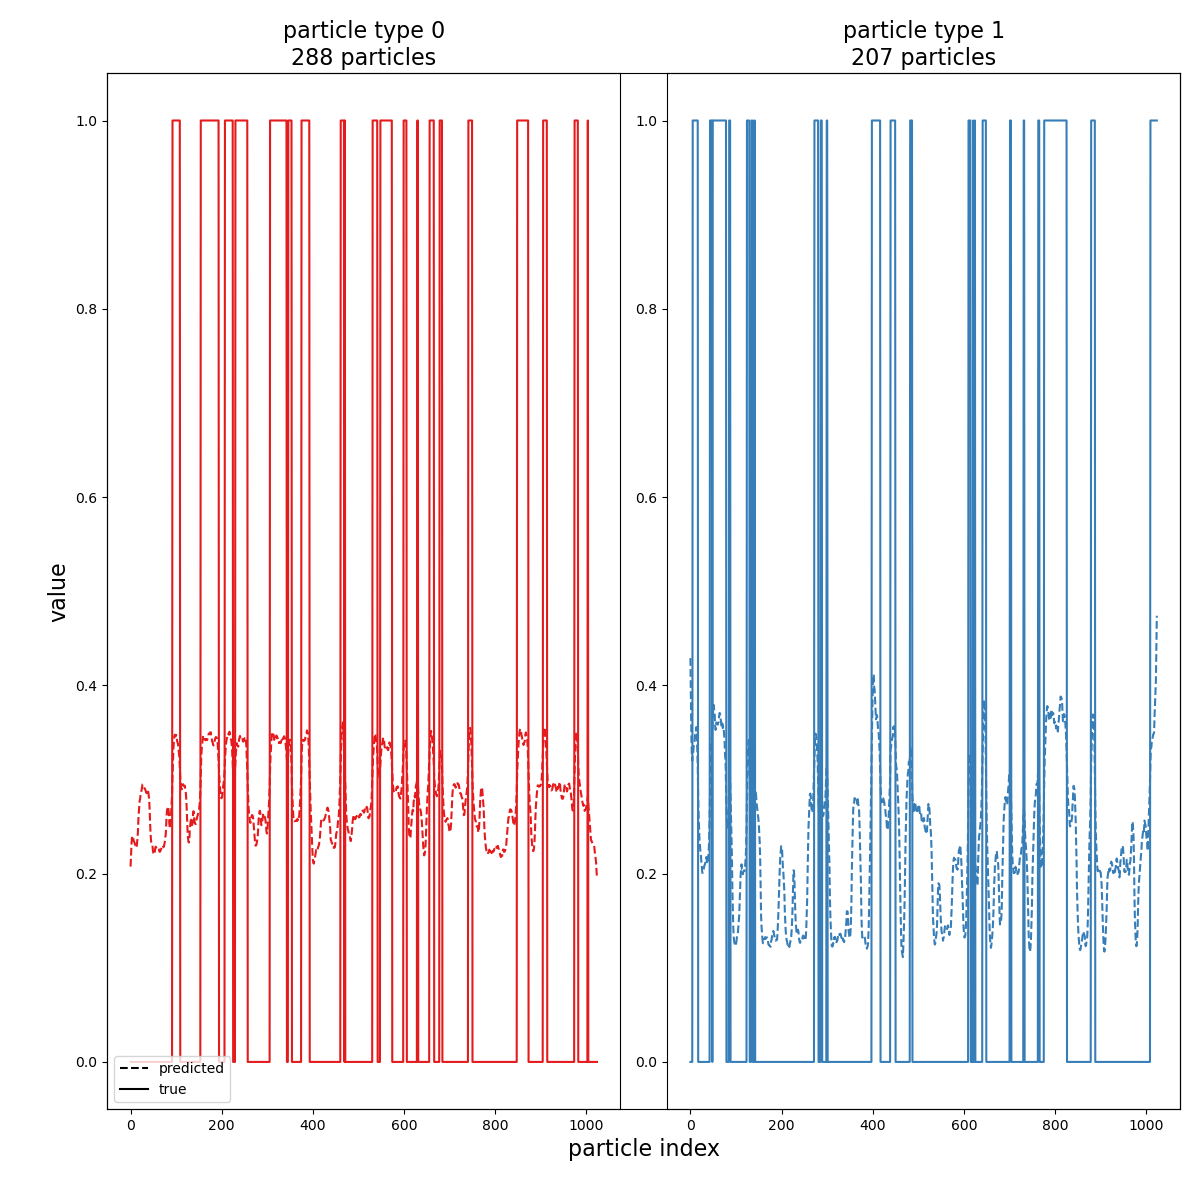 particle type 0
288 particles
particle type 1
207 particles
1.0
0.8
0.6
0.4
0.2
0.0
1.0
0.8
0.6
0.4
0.2
0.0
value
predicted
true
0 200 400 600 800 1000
0 200 400 600 800 1000
particle index